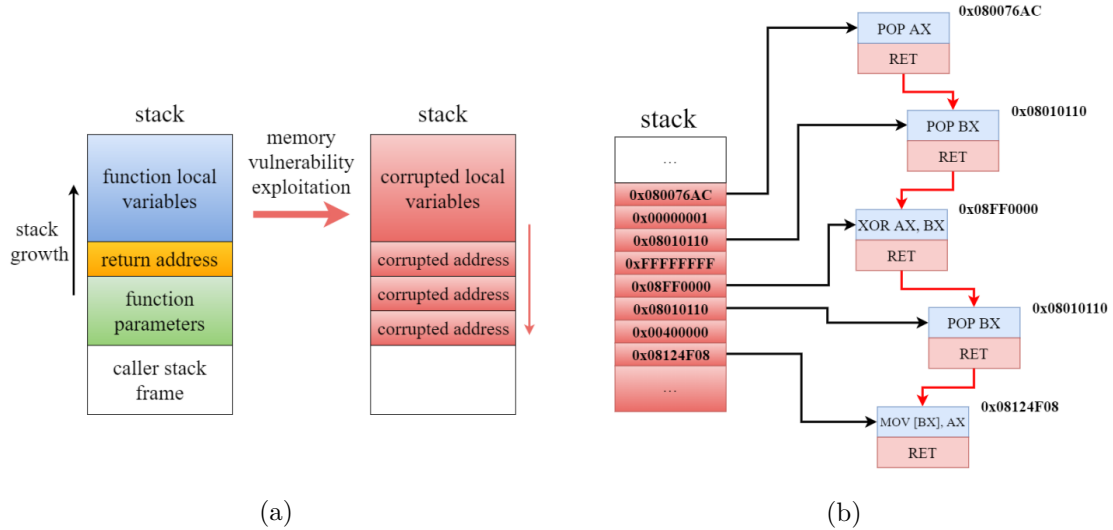 stack
function local
variables
return address
function
parameters
caller stack
frame
stack
growth
memory
vulnerability
exploitation
stack
corrupted local
variables
corrupted address
corrupted address
corrupted address
(a)
stack
...
0x080076AC
0x00000001
0x08010110
0xFFFFFFFF
0x08FF0000
0x08010110
0x00400000
0x08124F08
...
0x080076AC
POP AX
RET
0x08010110
POP BX
RET
0x08FF0000
XOR AX, BX
RET
0x08010110
POP BX
RET
0x08124F08
MOV [BX], AX
RET
(b)